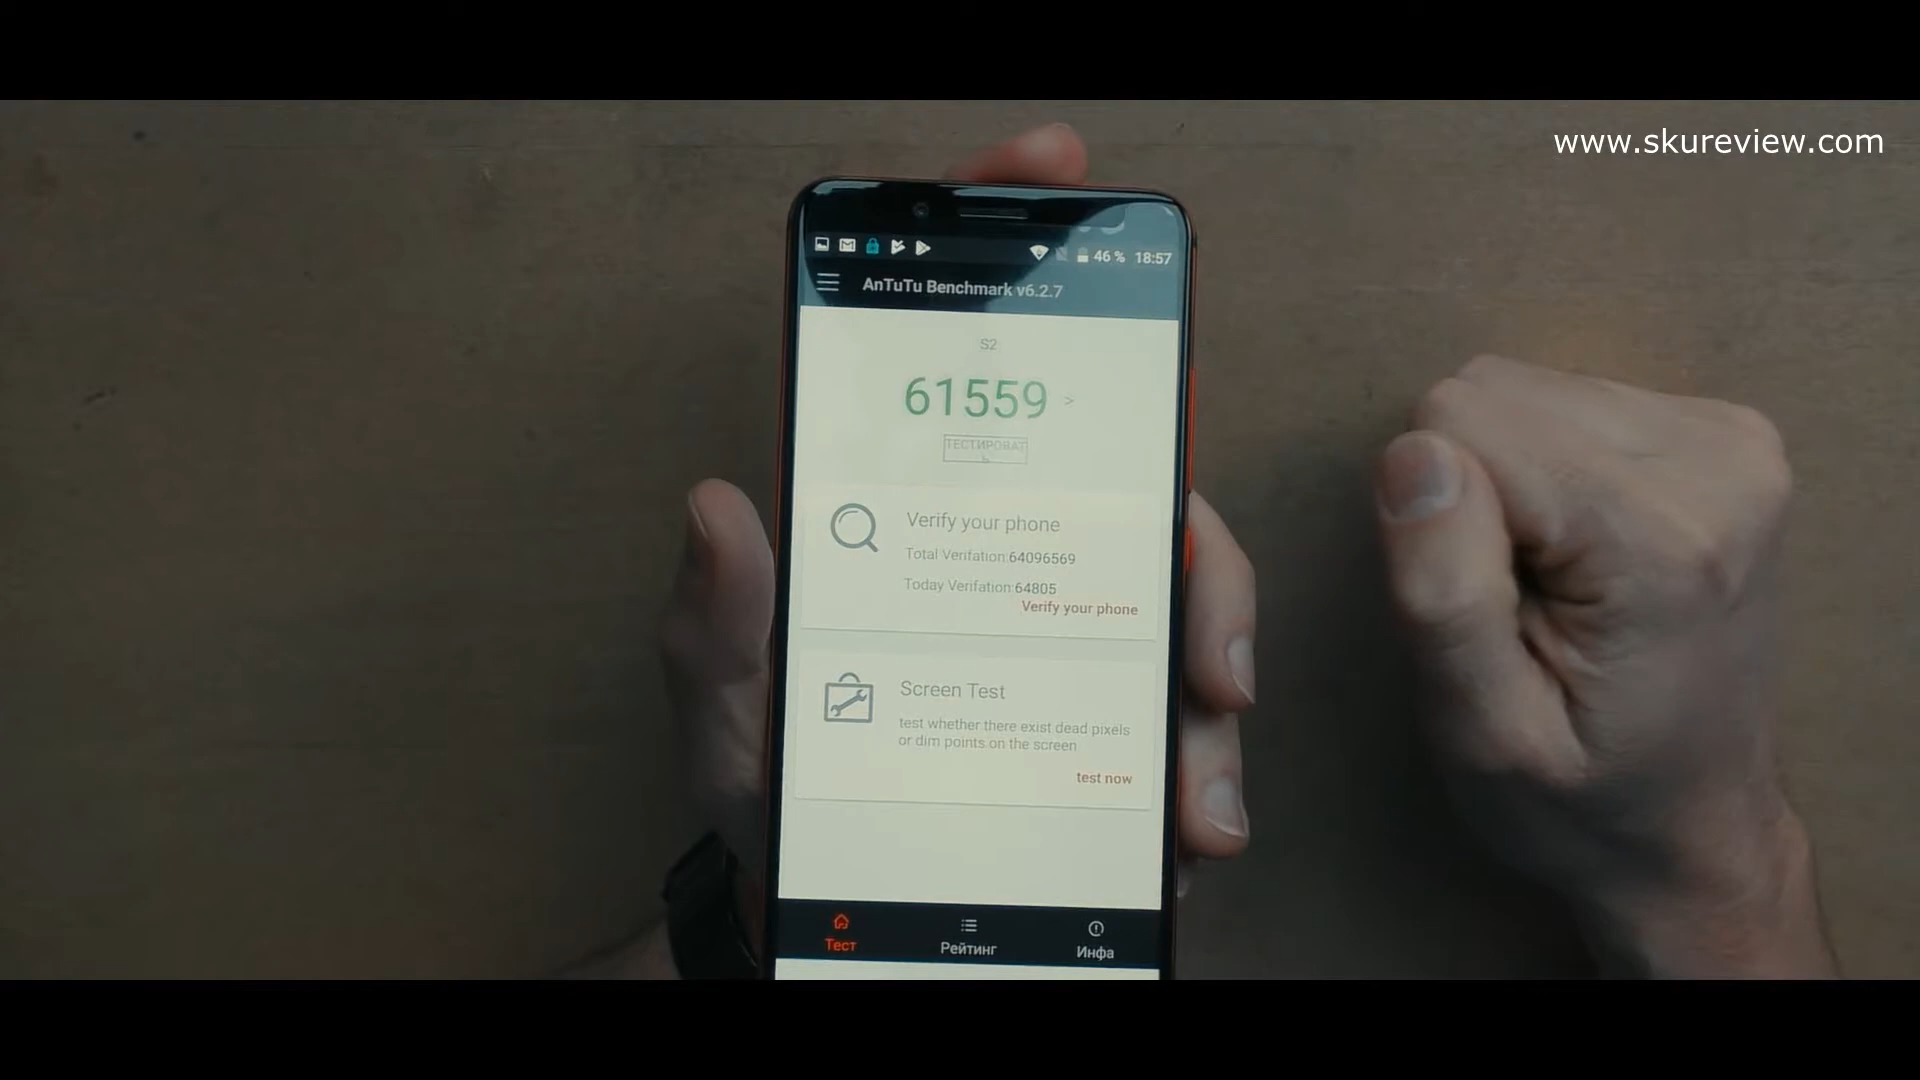 www.skureview.com
46 % 18:57
AnTuTu Benchmark v6.2.7
S2
61559 >
ТЕСТИРОВАТ
Ь
Verify your phone
Total Verifation:64096569
Today Verifation:64805
Verify your phone
Screen Test
test whether there exist dead pixels
or dim points on the screen
test now
Тест Рейтинг Инфа